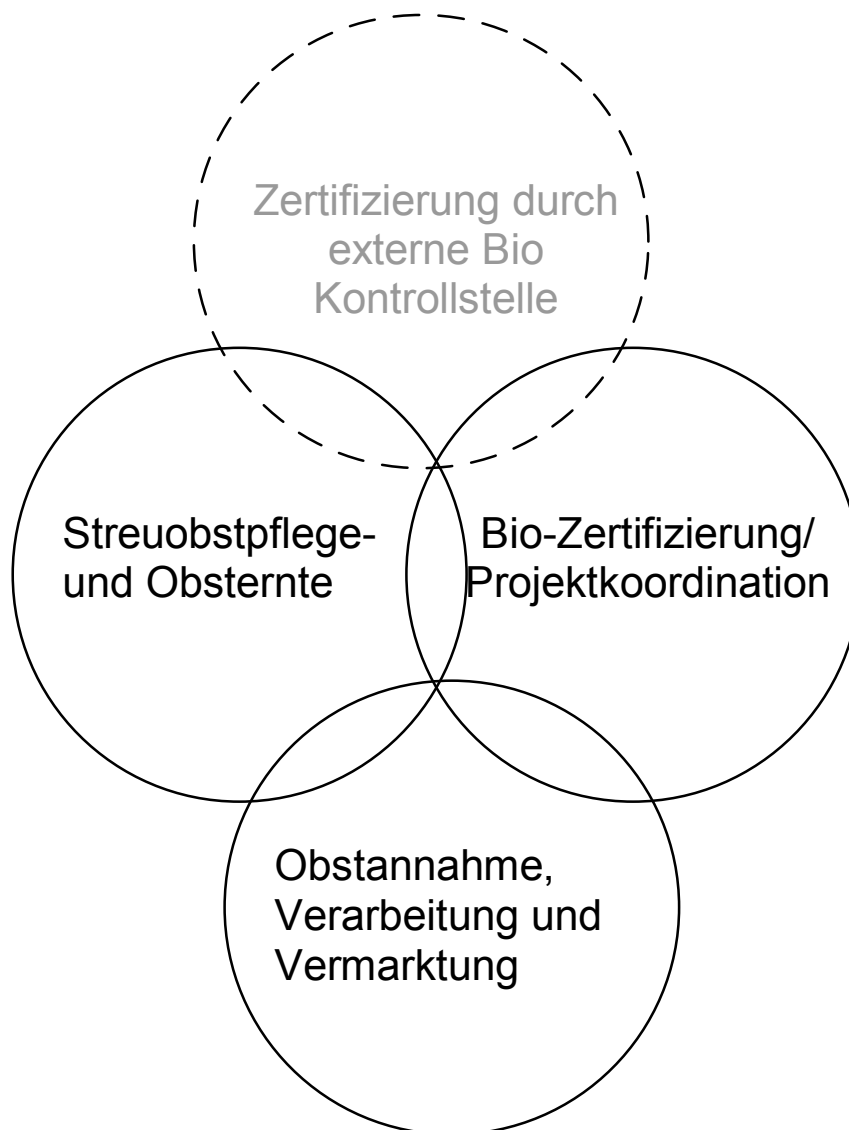 Zertifizierung durch
externe Bio
Kontrollstelle
Streuobstpflege-
und Obsternte
Bio-Zertifizierung/
Projektkoordination
Obstannahme,
Verarbeitung und
Vermarktung